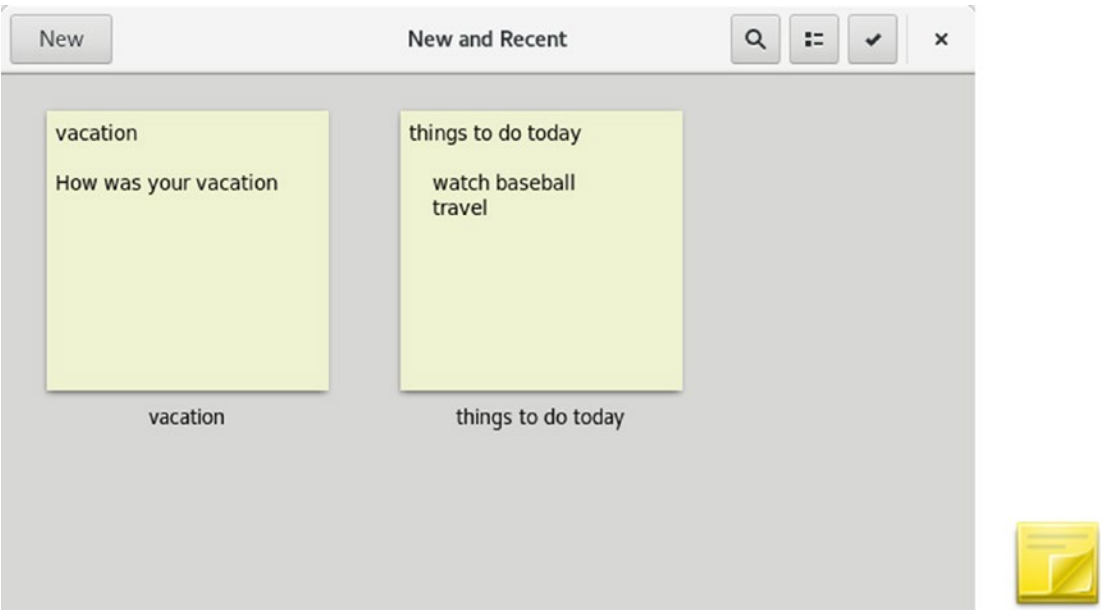 New
New and Recent
vacation
How was your vacation
things to do today
watch baseball
travel
vacation
things to do today